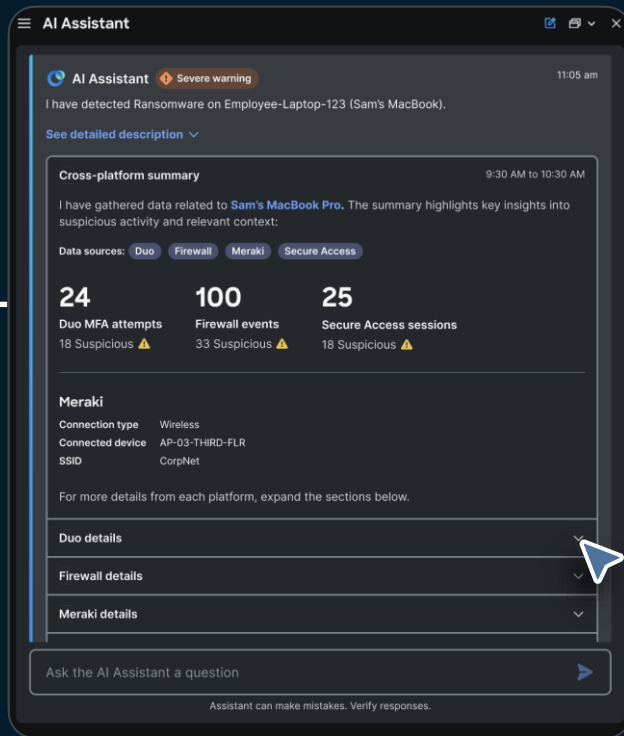 AI Assistant
AI Assistant
Severe warning
11:05 am
I have detected Ransomware on Employee-Laptop-123 (Sam's MacBook).
See detailed description
Cross-platform summary
9:30 AM to 10:30 AM
I have gathered data related to Sam's MacBook Pro. The summary highlights key insights into
suspicious activity and relevant context:
Data sources: Duo Firewall Meraki Secure Access
24 100 25
Duo MFA attempts Firewall events Secure Access sessions
18 Suspicious 33 Suspicious 18 Suspicious
Meraki
Connection type Wireless
Connected device AP-03-THIRD-FLR
SSID CorpNet
For more details from each platform, expand the sections below.
Duo details
Firewall details
Meraki details
Ask the AI Assistant a question
Assistant can make mistakes. Verify responses.